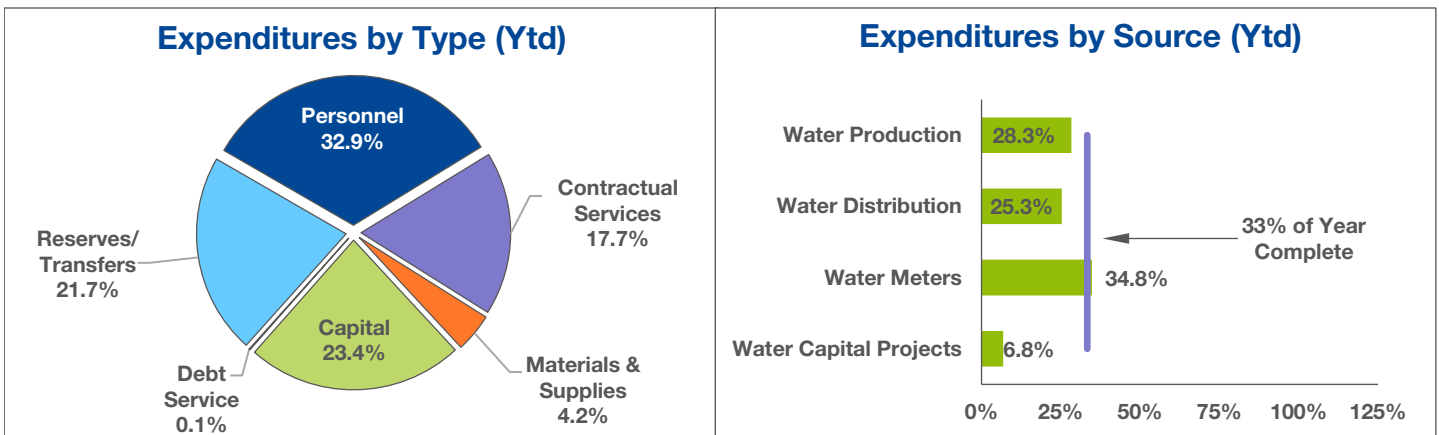 Expenditures by Type (Ytd)
Personnel
32.9%
Contractual
Services
17.7%
Reserves/
Transfers
21.7%
Capital
23.4%
Debt
Service
0.1%
Materials &
Supplies
4.2%
Expenditures by Source (Ytd)
Water Production
28.3%
Water Distribution
25.3%
33% of Year
Complete
Water Meters
34.8%
Water Capital Projects
6.8%
0%
25%
50%
75%
100%
125%